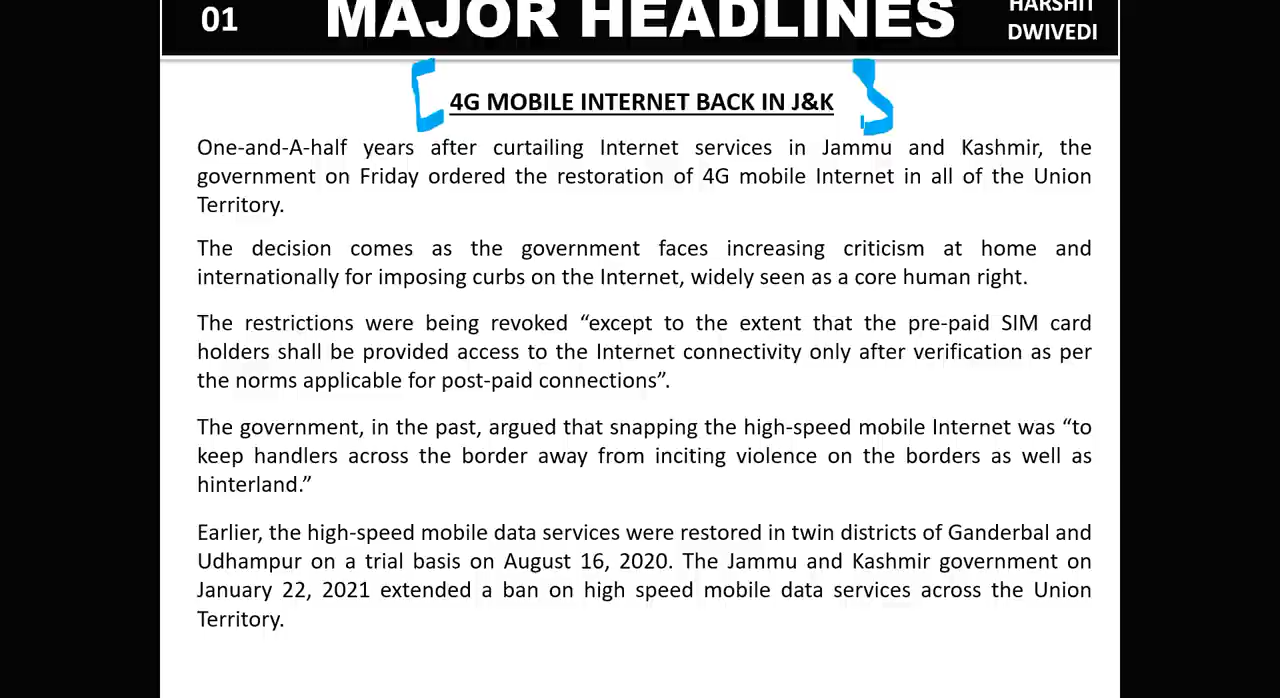 01
MAJOR HEADLINES
HARSHIT
DWIVEDI
4G MOBILE INTERNET BACK IN J&K
One-and-A-half years after curtailing Internet services in Jammu and Kashmir, the
government on Friday ordered the restoration of 4G mobile Internet in all of the Union
Territory.
The decision comes as the government faces increasing criticism at home and
internationally for imposing curbs on the Internet, widely seen as a core human right.
The restrictions were being revoked “except to the extent that the pre-paid SIM card
holders shall be provided access to the Internet connectivity only after verification as per
the norms applicable for post-paid connections”.
The government, in the past, argued that snapping the high-speed mobile Internet was “to
keep handlers across the border away from inciting violence on the borders as well as
hinterland.”
Earlier, the high-speed mobile data services were restored in twin districts of Ganderbal and
Udhampur on a trial basis on August 16, 2020. The Jammu and Kashmir government on
January 22, 2021 extended a ban on high speed mobile data services across the Union
Territory.